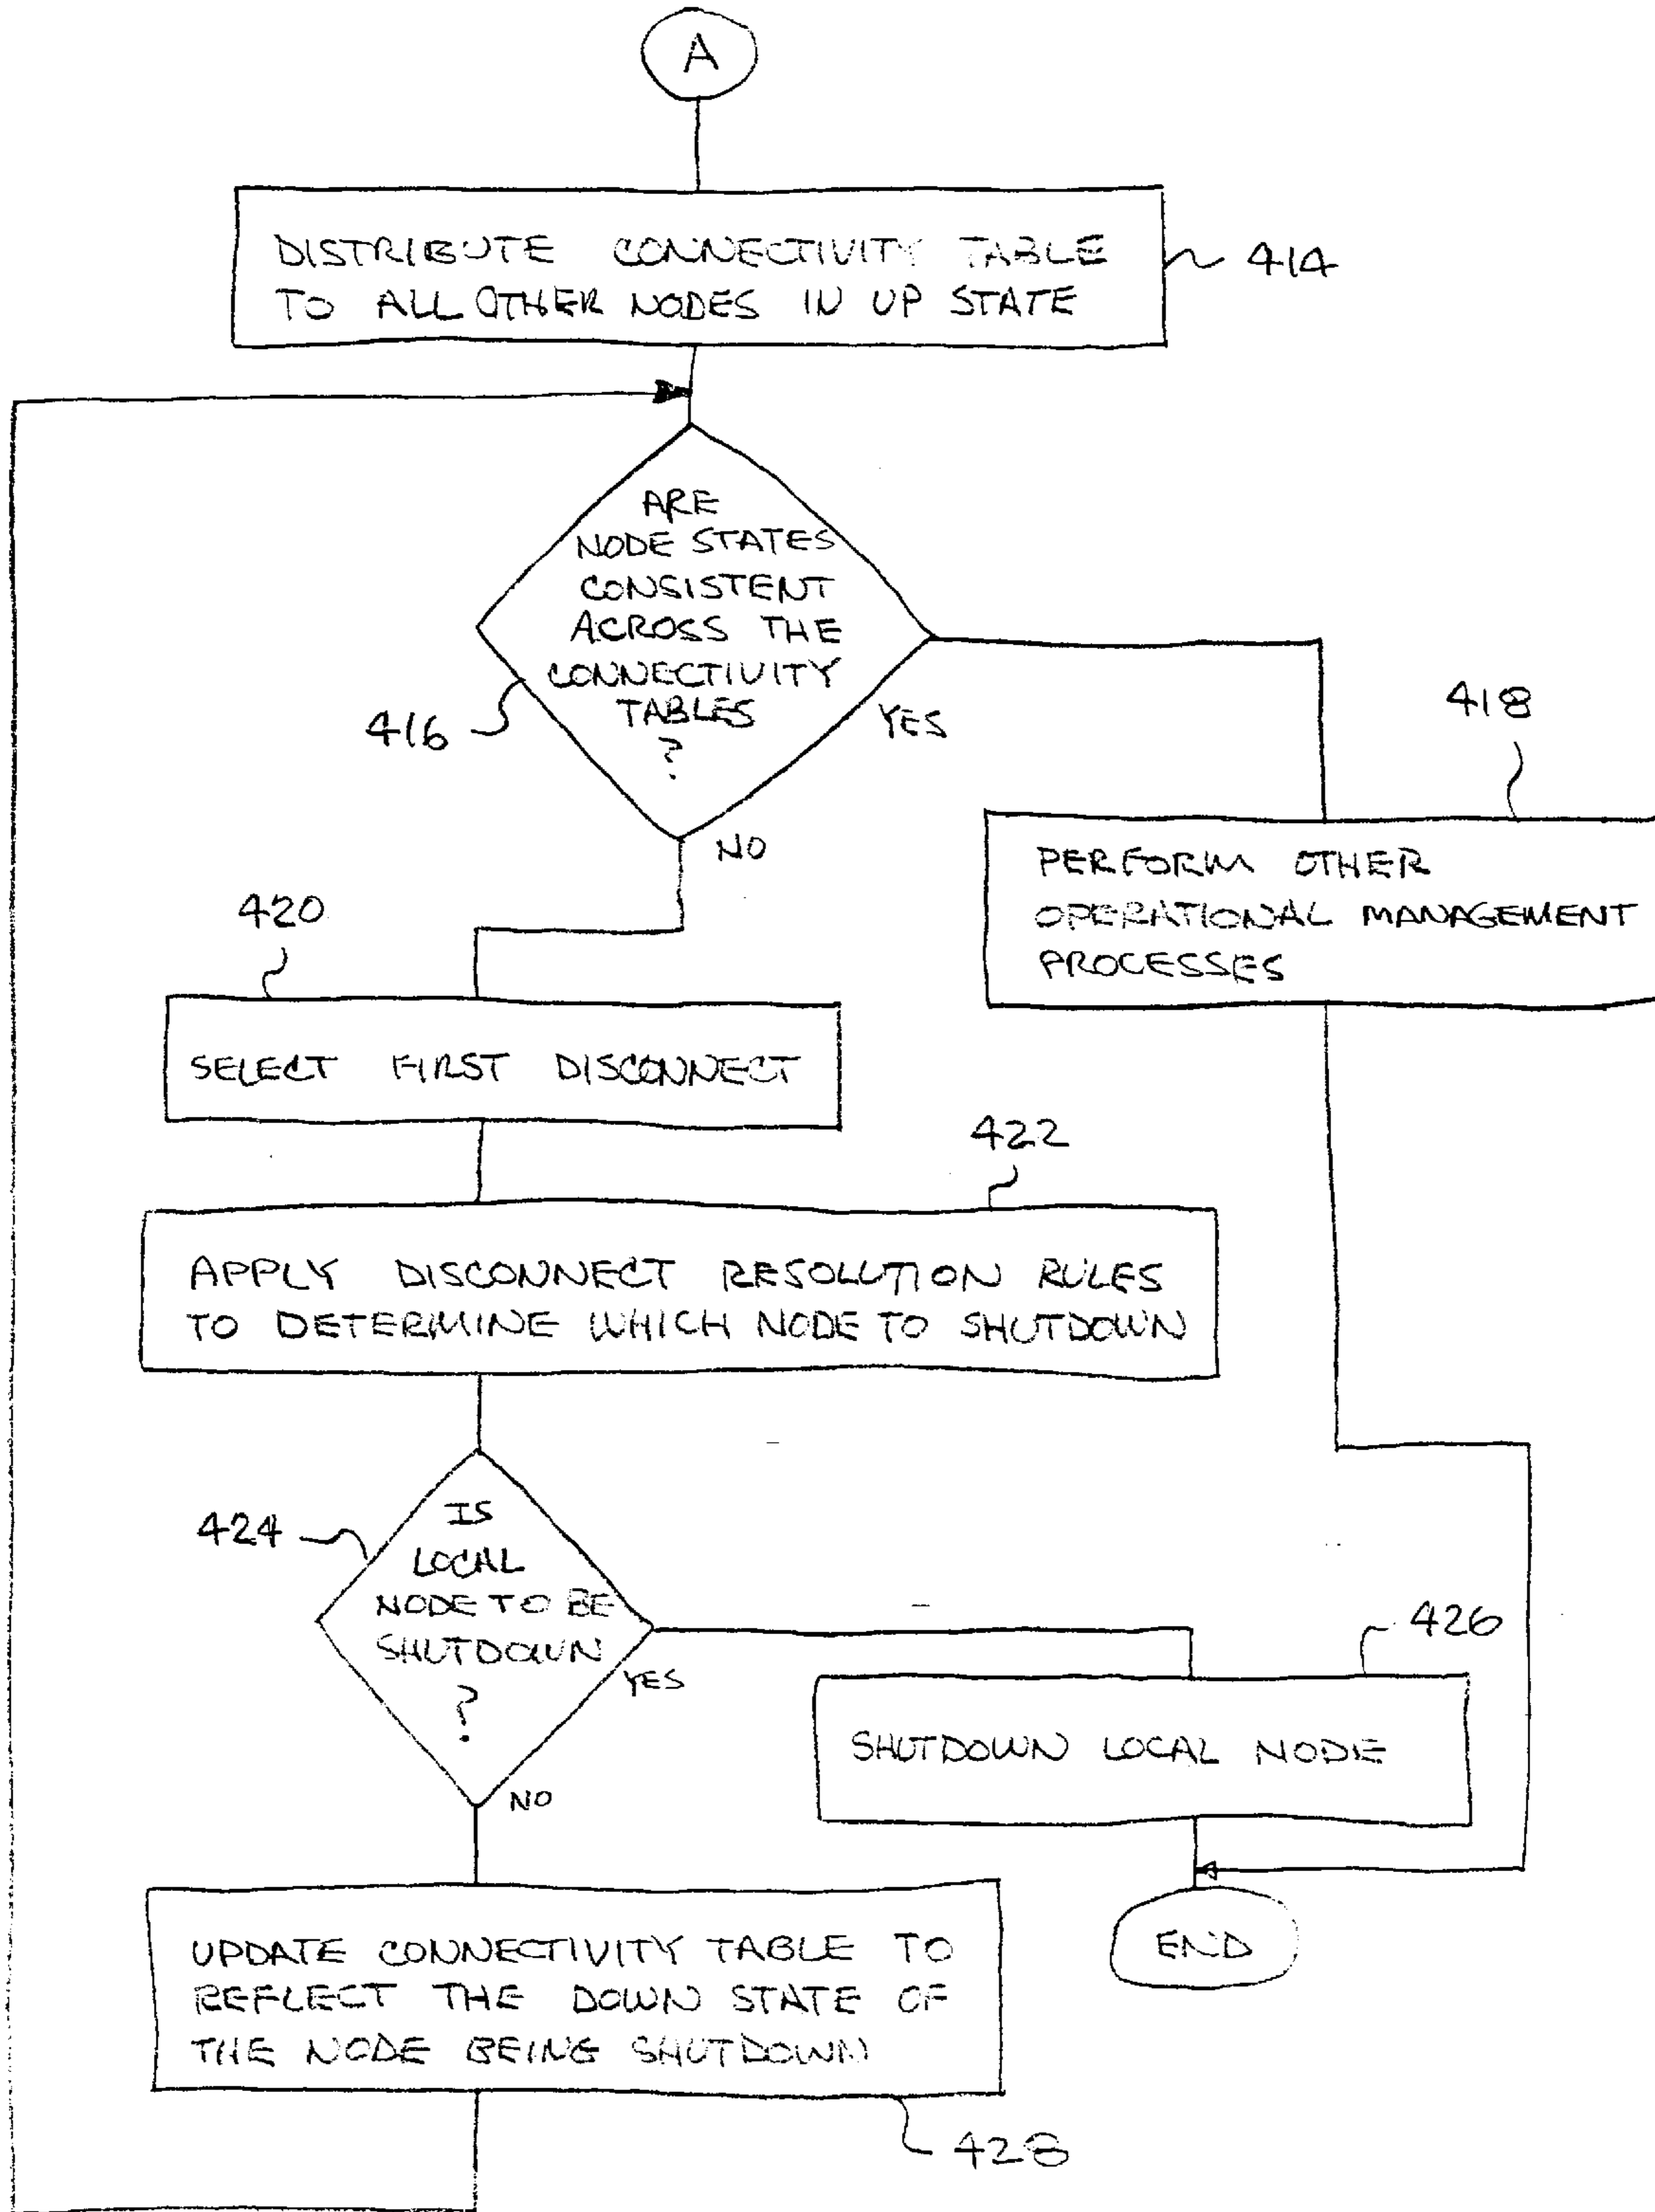 A
DISTRIBUTE CONNECTIVITY TABLE
TO ALL OTHER NODES IN UP STATE
414
ARE
NODE STATES
CONSISTENT
ACROSS THE
CONNECTIVITY
TABLES
?
416
YES
NO
418
PERFORM OTHER
OPERATIONAL MANAGEMENT
PROCESSES
420
SELECT FIRST DISCONNECT
422
APPLY DISCONNECT RESOLUTION RULES
TO DETERMINE WHICH NODE TO SHUTDOWN
424
IS
LOCAL
NODE TO BE
SHUTDOWN
?
YES
NO
426
SHUTDOWN LOCAL NODE
END
UPDATE CONNECTIVITY TABLE TO
REFLECT THE DOWN STATE OF
THE NODE BEING SHUTDOWN
428